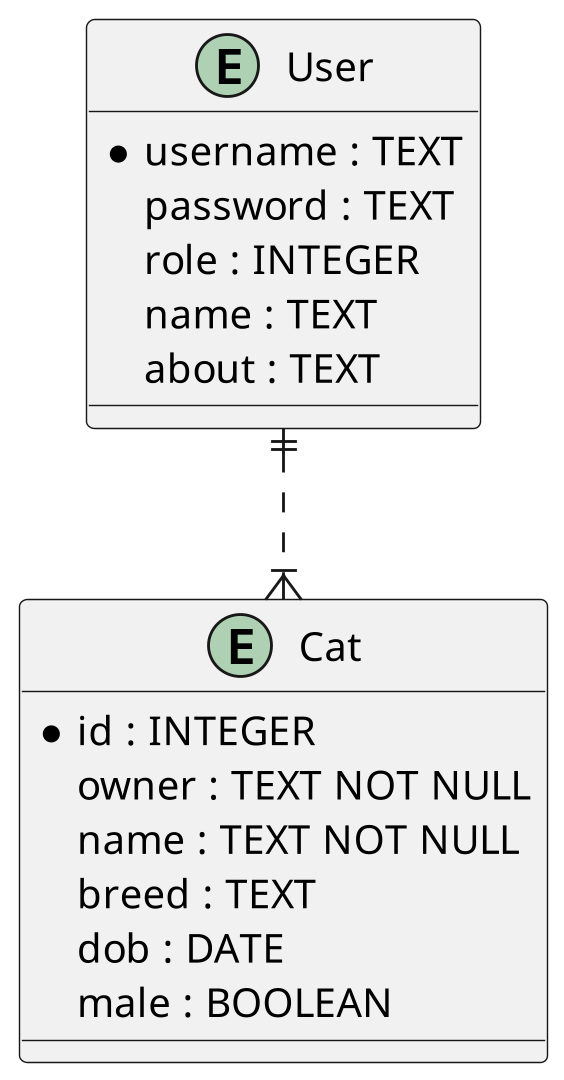 E User
username : TEXT
password : TEXT
role : INTEGER
name : TEXT
about : TEXT
E Cat
id : INTEGER
owner : TEXT NOT NULL
name : TEXT NOT NULL
breed : TEXT
dob : DATE
male : BOOLEAN